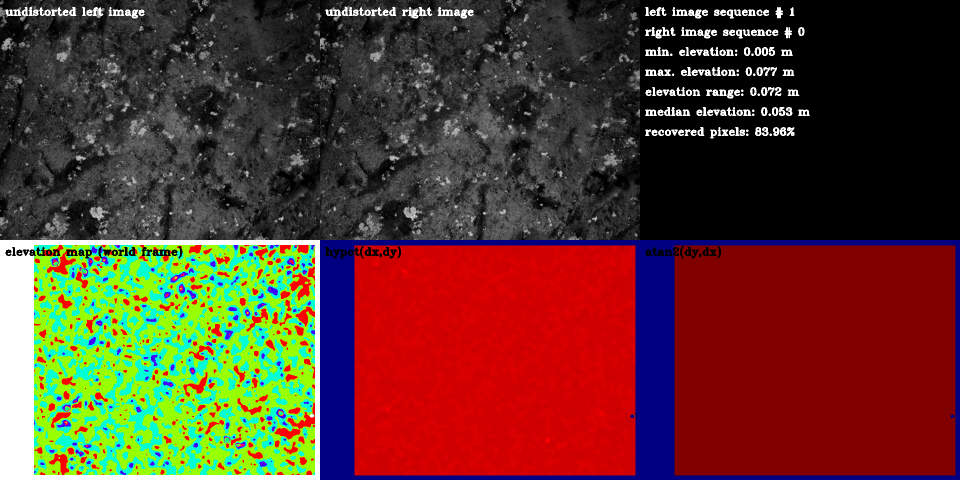 undistorted left image
undistorted right image
left image sequence # 1
right image sequence # 0
min. elevation: 0.005 m
max. elevation: 0.077 m
elevation range: 0.072 m
median elevation: 0.053 m
recovered pixels: 83.96%
elevation map (world frame)
hypot(dx,dy)
atan2(dy,dx)